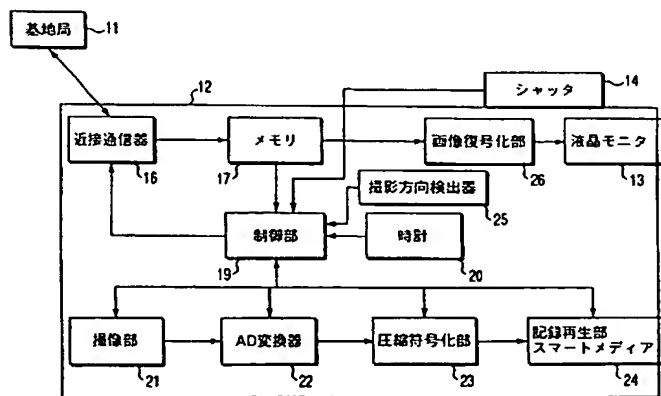 基地局
11
12
シャッタ
14
近接通信器
16
メモリ
17
画像復号化部
26
液晶モニタ
13
撮影方向検出器
25
制御部
19
時計
20
撮像部
21
AD変換器
22
圧縮符号化部
23
記録再生部
スマートメディア
24